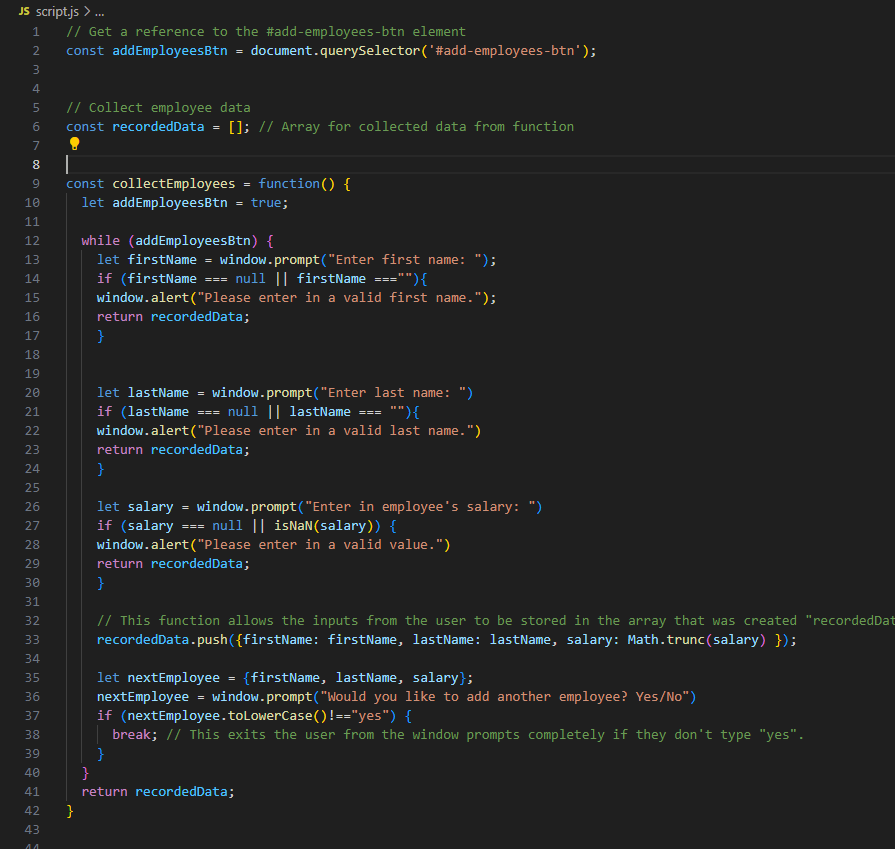 JS script.js > ...
1 // Get a reference to the #add-employees-btn element
2 const addEmployeesBtn = document.querySelector('#add-employees-btn');
3
4
5 // Collect employee data
6 const recordedData = []; // Array for collected data from function
7
8
9 const collectEmployees = function() {
10   let addEmployeesBtn = true;
11
12   while (addEmployeesBtn) {
13     let firstName = window.prompt("Enter first name: ");
14     if (firstName === null || firstName ===""){
15     window.alert("Please enter in a valid first name.");
16     return recordedData;
17     }
18
19
20     let lastName = window.prompt("Enter last name: ")
21     if (lastName === null || lastName === ""){
22     window.alert("Please enter in a valid last name.")
23     return recordedData;
24     }
25
26     let salary = window.prompt("Enter in employee's salary: ")
27     if (salary === null || isNaN(salary)) {
28     window.alert("Please enter in a valid value.")
29     return recordedData;
30     }
31
32     // This function allows the inputs from the user to be stored in the array that was created "recordedDat
33     recordedData.push({firstName: firstName, lastName: lastName, salary: Math.trunc(salary) });
34
35     let nextEmployee = {firstName, lastName, salary};
36     nextEmployee = window.prompt("Would you like to add another employee? Yes/No")
37     if (nextEmployee.toLowerCase()!=="yes") {
38       break; // This exits the user from the window prompts completely if they don't type "yes".
39     }
40   }
41   return recordedData;
42 }
43
44